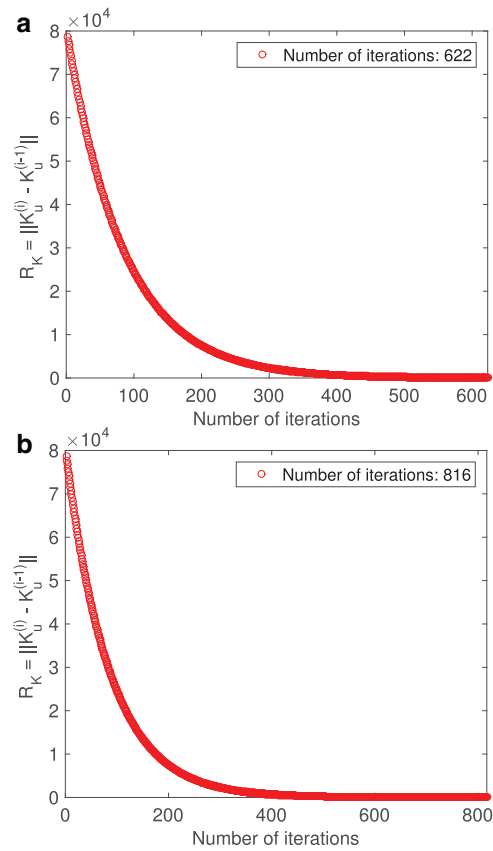 a
×10^4
8
7
6
5
4
3
2
1
0
R_K = ||K_u^(i) - K_u^(i-1)||
Number of iterations: 622
0 100 200 300 400 500 600
Number of iterations
b
×10^4
8
7
6
5
4
3
2
1
0
R_K = ||K_u^(i) - K_u^(i-1)||
Number of iterations: 816
0 200 400 600 800
Number of iterations